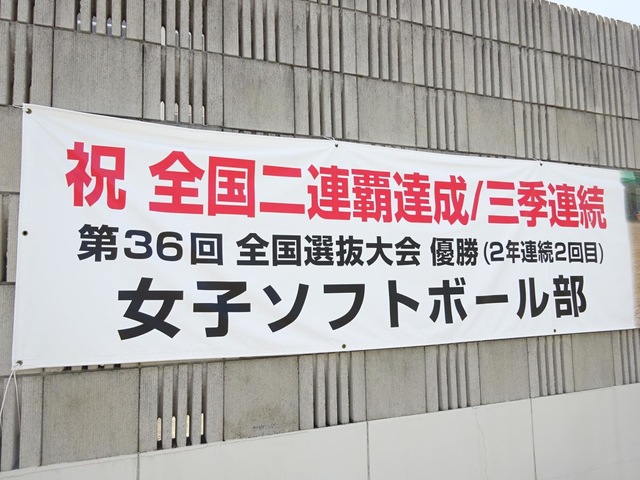 祝 全国二連覇達成/三季連続
第36回 全国選抜大会 優勝(2年連続2回目)
女子ソフトボール部